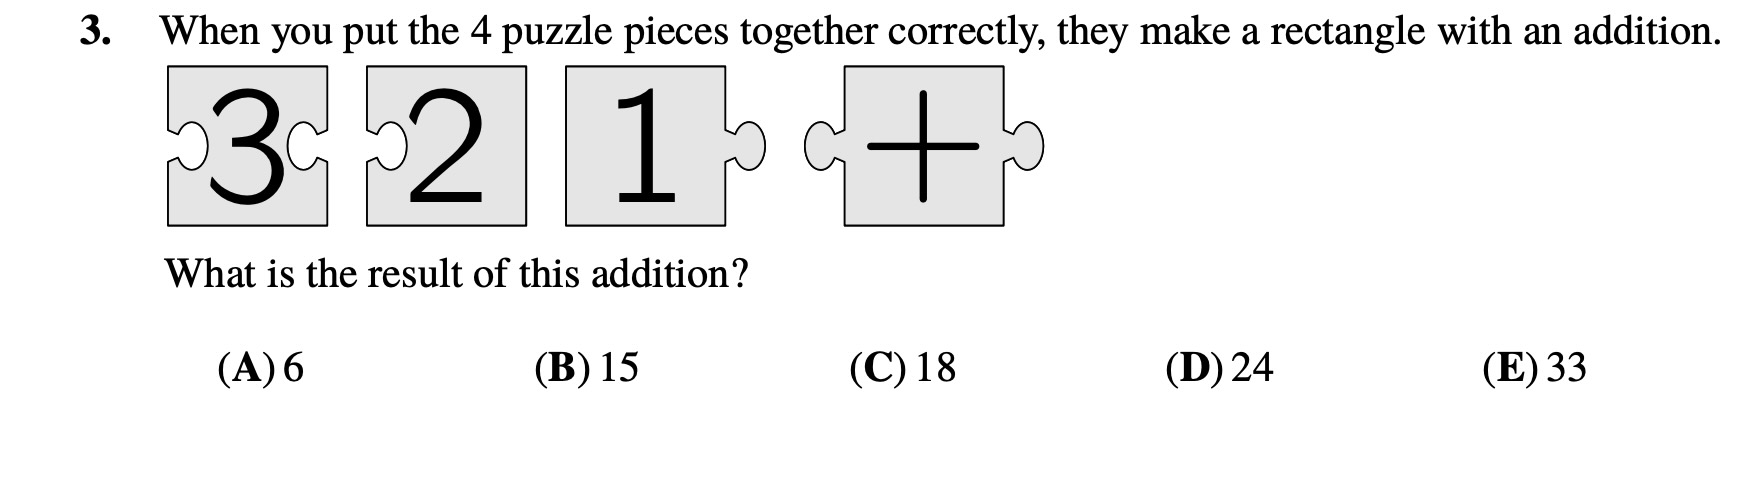 3. When you put the 4 puzzle pieces together correctly, they make a rectangle with an addition.
3 2 1 +
What is the result of this addition?
(A) 6 (B) 15 (C) 18 (D) 24 (E) 33